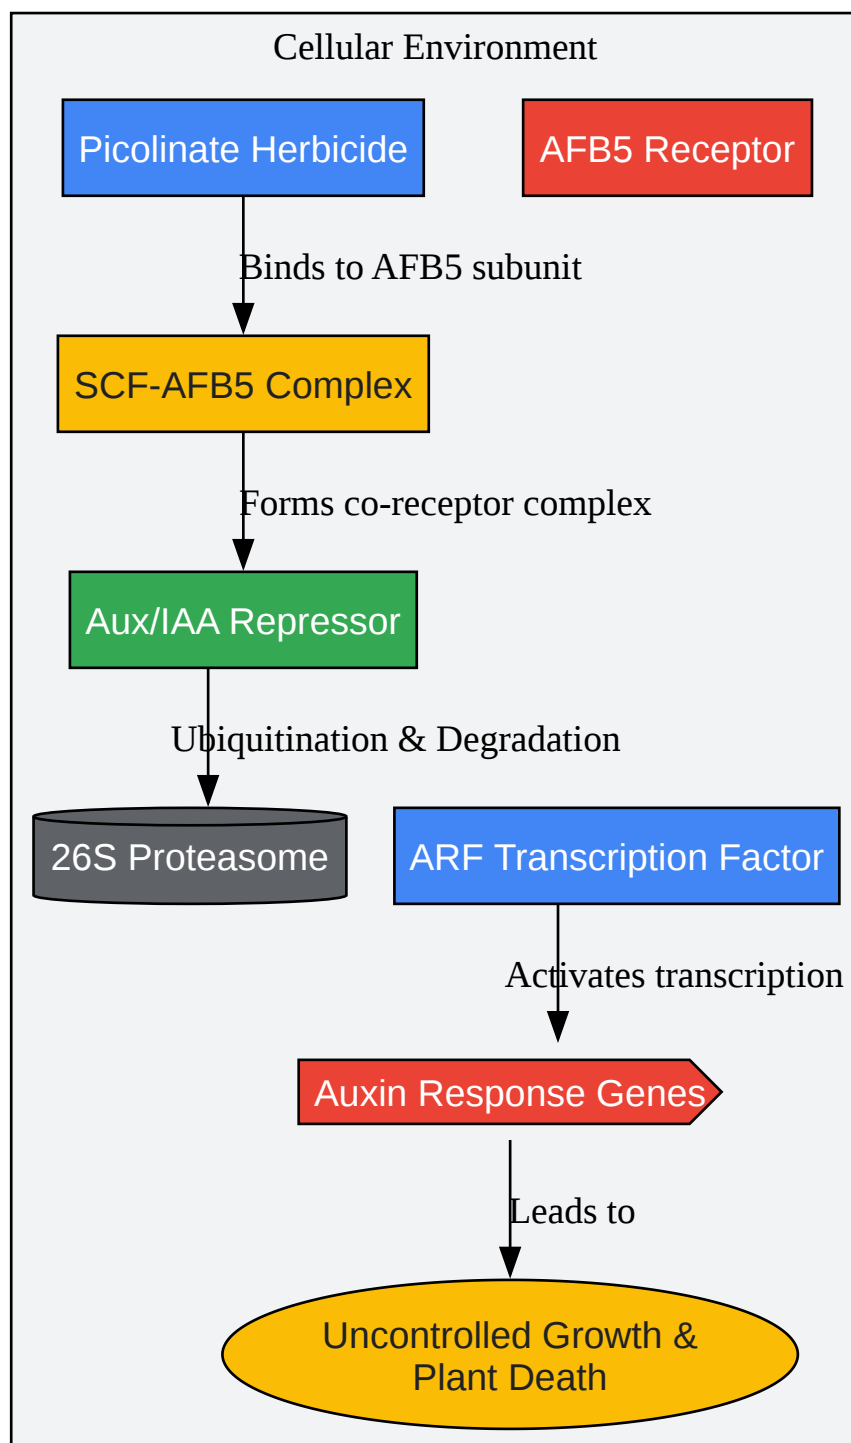 Cellular Environment
Picolinate Herbicide
AFB5 Receptor
Binds to AFB5 subunit
SCF-AFB5 Complex
Forms co-receptor complex
Aux/IAA Repressor
Ubiquitination & Degradation
26S Proteasome
ARF Transcription Factor
Activates transcription
Auxin Response Genes
Leads to
Uncontrolled Growth &
Plant Death